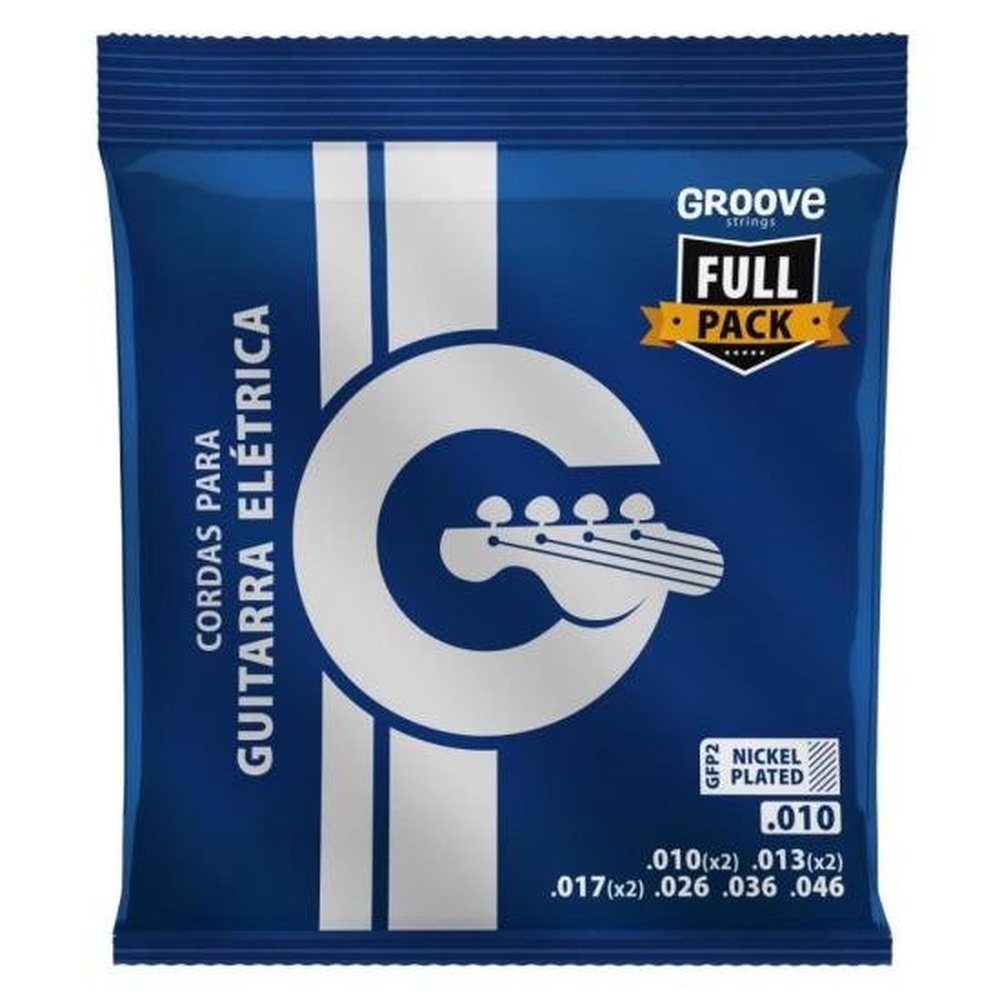 GROOVE
strings
FULL
PACK
CORDAS PARA
GUITARRA ELÉTRICA
GFP2
NICKEL
PLATED
.010
.010(x2) .013(x2)
.017(x2) .026 .036 .046